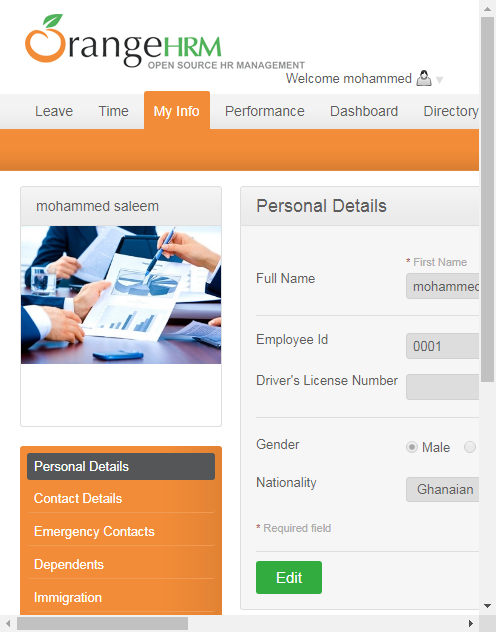 OrangeHRM
OPEN SOURCE HR MANAGEMENT
Welcome mohammed
Leave Time My Info Performance Dashboard Directory
mohammed saleem
Personal Details
* First Name
Full Name mohammed
Employee Id 0001
Driver's License Number
Gender Male
Nationality Ghanaian
* Required field
Edit
Personal Details
Contact Details
Emergency Contacts
Dependents
Immigration